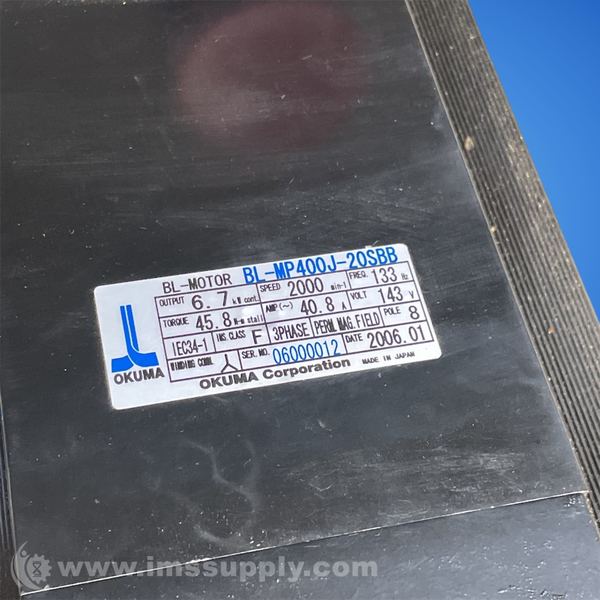 BL-MOTOR BL-MP400J-20SBB
OUTPUT 6.7 kW cont. SPEED 2000 min-1 FREQ. 133 Hz
TORQUE 45.8 N-m stall AMP(~) 40.8 A VOLT 143 V
IEC34-1 INS.CLASS F 3PHASE PERM. MAG. FIELD POLE 8
WINDING CONN. SER.NO. 06000012 DATE 2006.01
OKUMA
OKUMA Corporation MADE IN JAPAN
www.imssupply.com